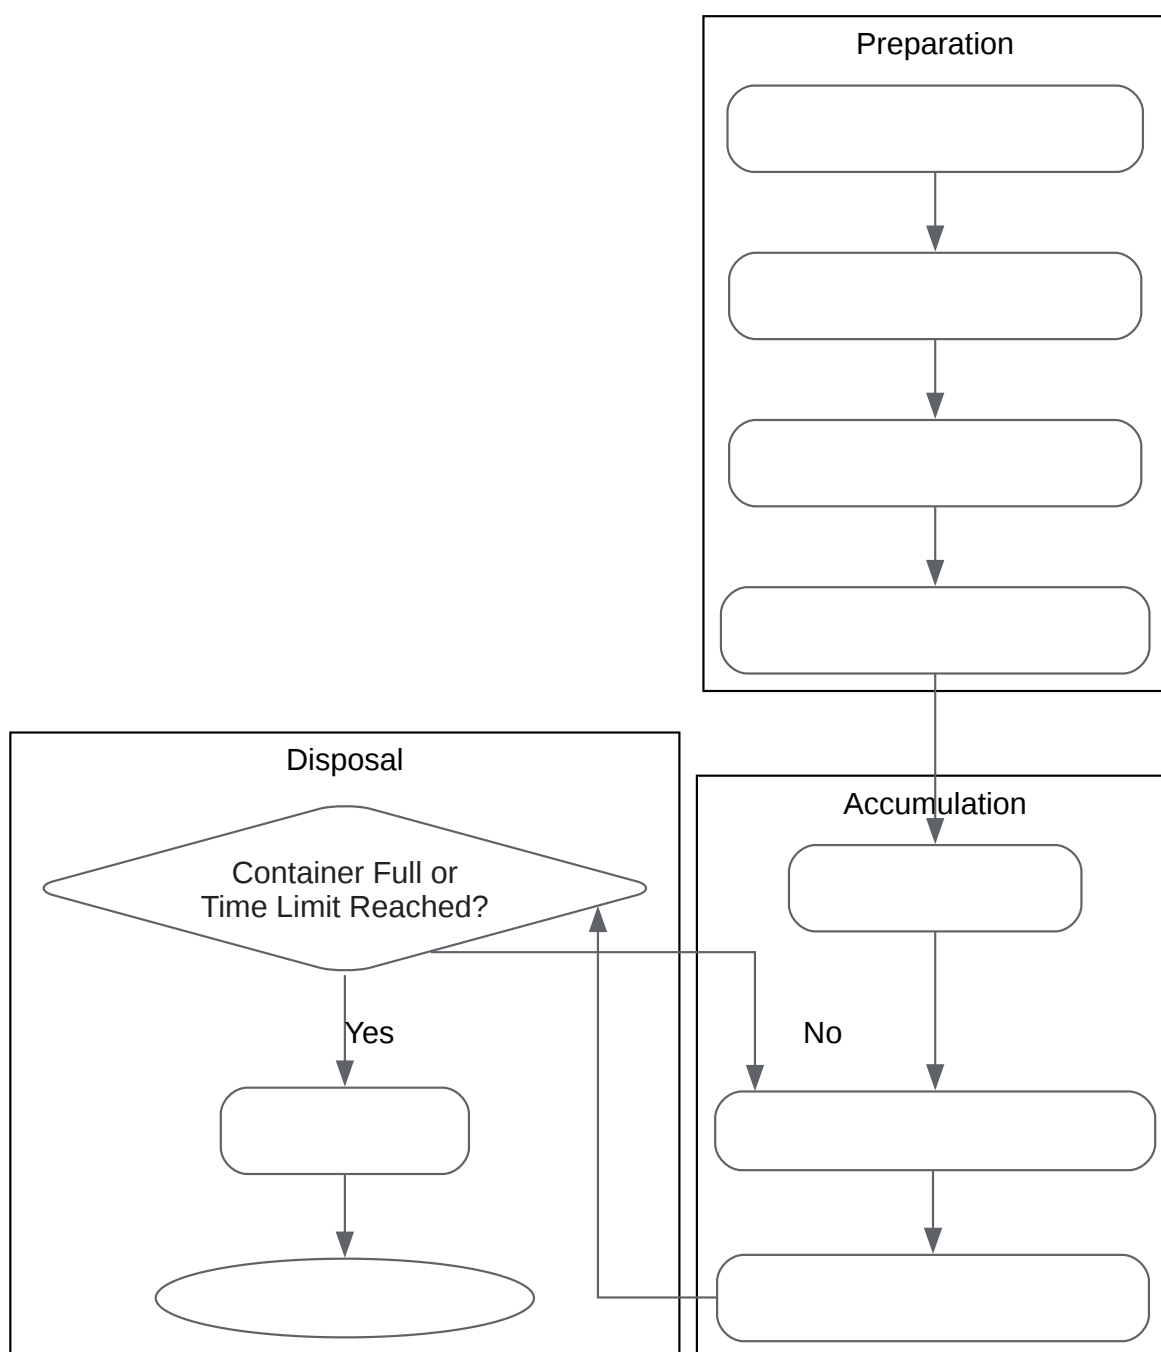 Preparation
Disposal
Accumulation
Container Full or
Time Limit Reached?
Yes
No